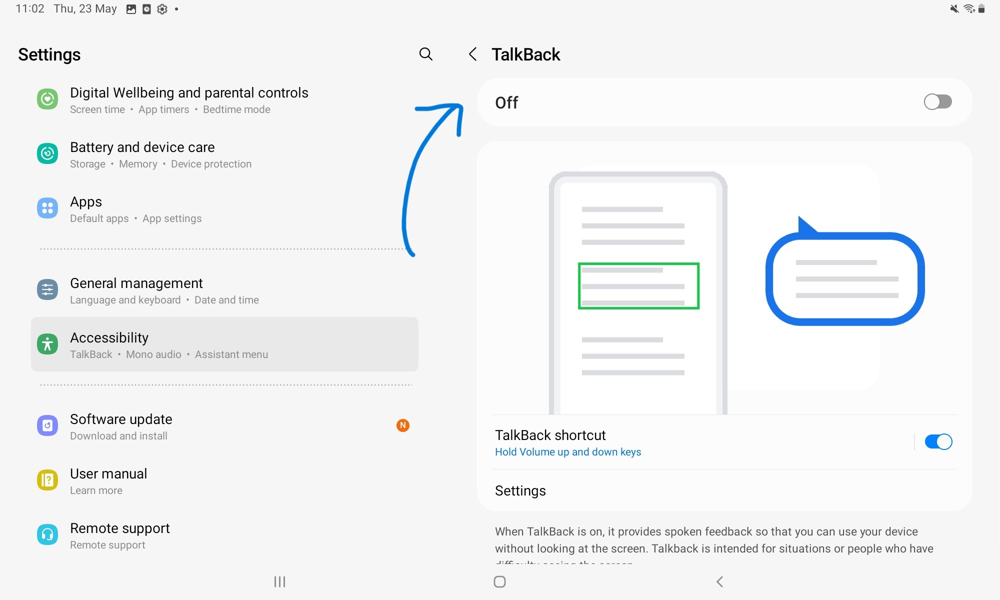 11:02 Thu, 23 May
Settings
Digital Wellbeing and parental controls
Screen time • App timers • Bedtime mode
Battery and device care
Storage • Memory • Device protection
Apps
Default apps • App settings
General management
Language and keyboard • Date and time
Accessibility
TalkBack • Mono audio • Assistant menu
Software update
N
Download and install
User manual
Learn more
Remote support
Remote support
TalkBack
Off
TalkBack shortcut
Hold Volume up and down keys
Settings
When TalkBack is on, it provides spoken feedback so that you can use your device
without looking at the screen. Talkback is intended for situations or people who have
difficulty seeing the screen.